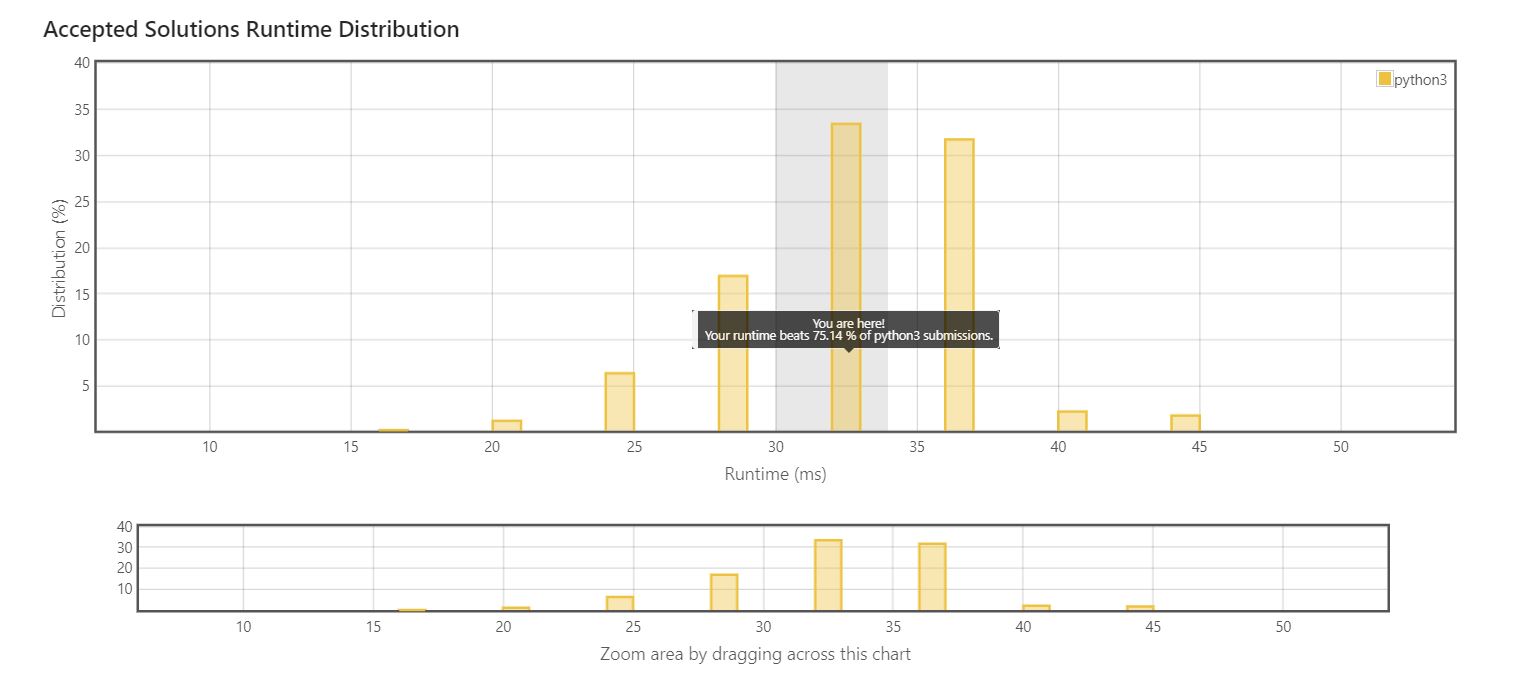 Accepted Solutions Runtime Distribution
40
35
30
25
20
15
10
5
Distribution (%)
python3
You are here!
Your runtime beats 75.14 % of python3 submissions.
10 15 20 25 30 35 40 45 50
Runtime (ms)
40
30
20
10
10 15 20 25 30 35 40 45 50
Zoom area by dragging across this chart